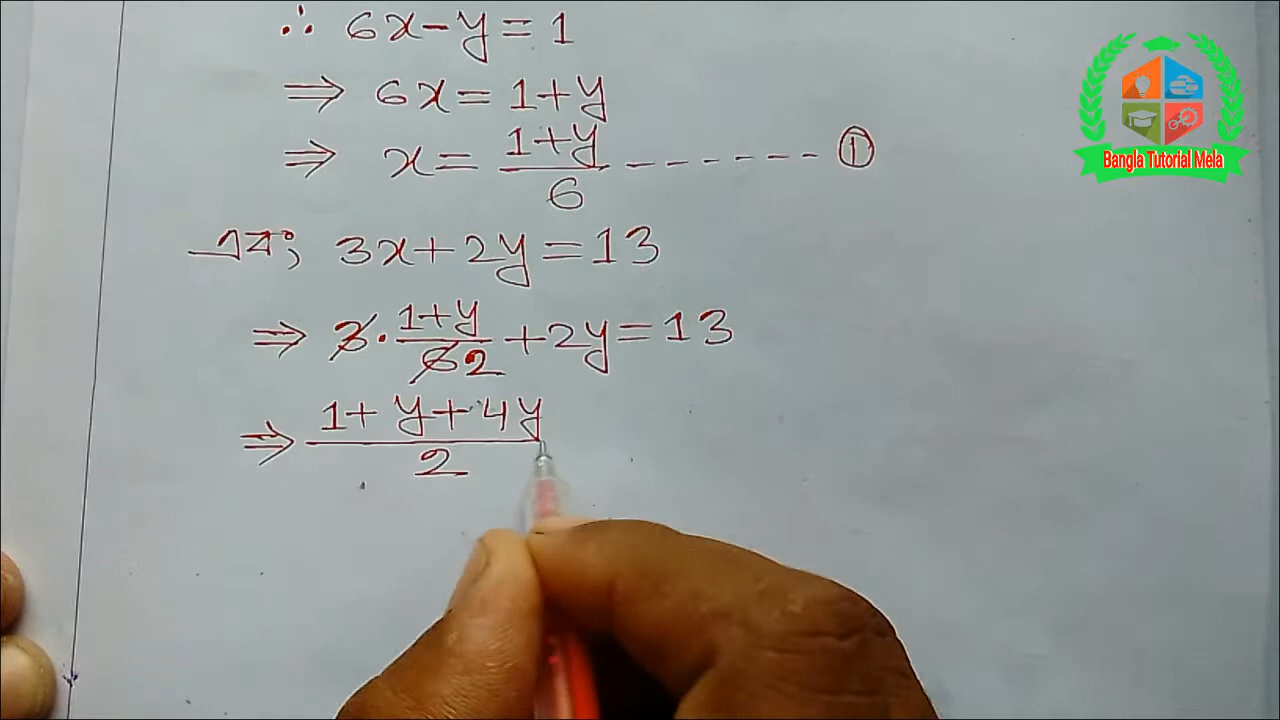 ∴ 6x-y=1
⇒ 6x=1+y
⇒ x=(1+y)/6 ------- ①
এবং, 3x+2y=13
⇒ 3·(1+y)/6 2+2y=13
⇒ (1+y+4y)/2
Bangla Tutorial Mela